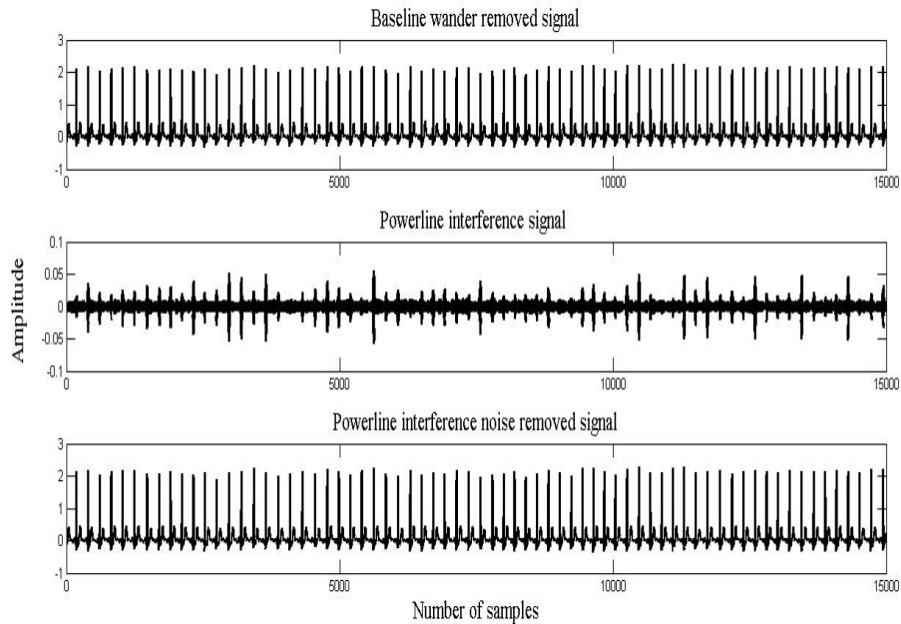 Baseline wander removed signal
3
2
1
0
-1
0 5000 10000 15000
Powerline interference signal
0.1
0.05
0
-0.05
-0.1
0 5000 10000 15000
Amplitude
Powerline interference noise removed signal
3
2
1
0
-1
0 5000 10000 15000
Number of samples